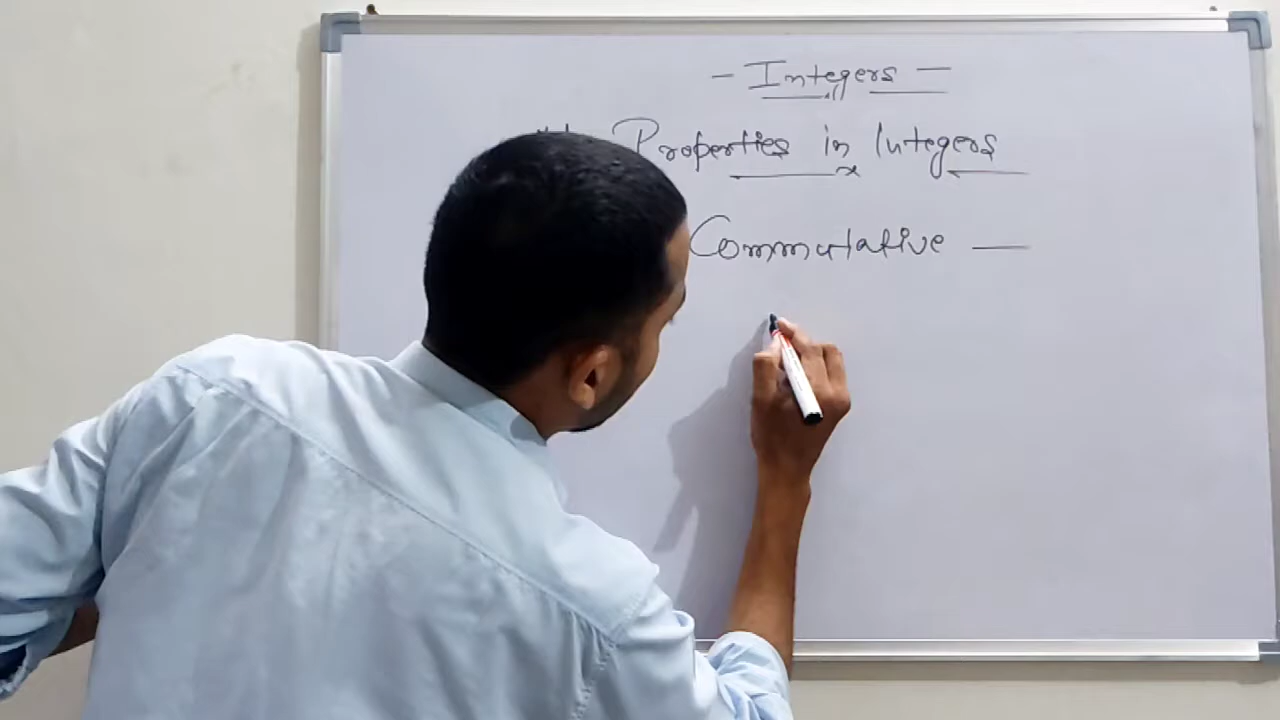 - Integers -
Properties in Integers
Commutative -